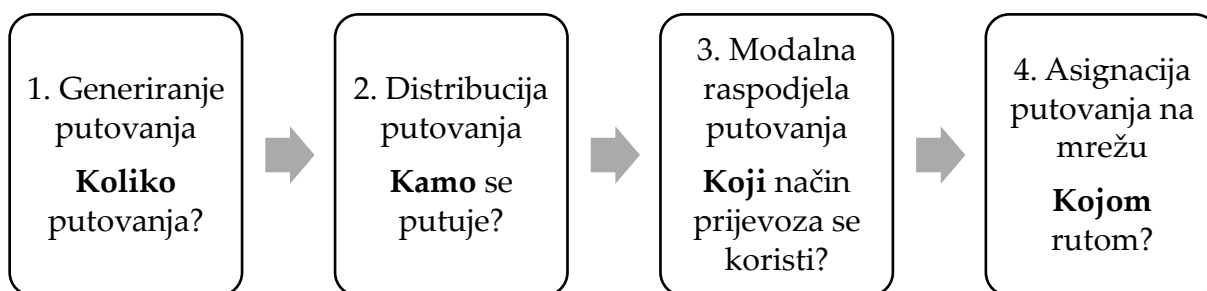 1. Generiranje
putovanja
Koliko
putovanja?
2. Distribucija
putovanja
Kamo se
putuje?
3. Modalna
raspodjela
putovanja
Koji način
prijevoza se
koristi?
4. Asignacija
putovanja na
mrežu
Kojom
rutom?